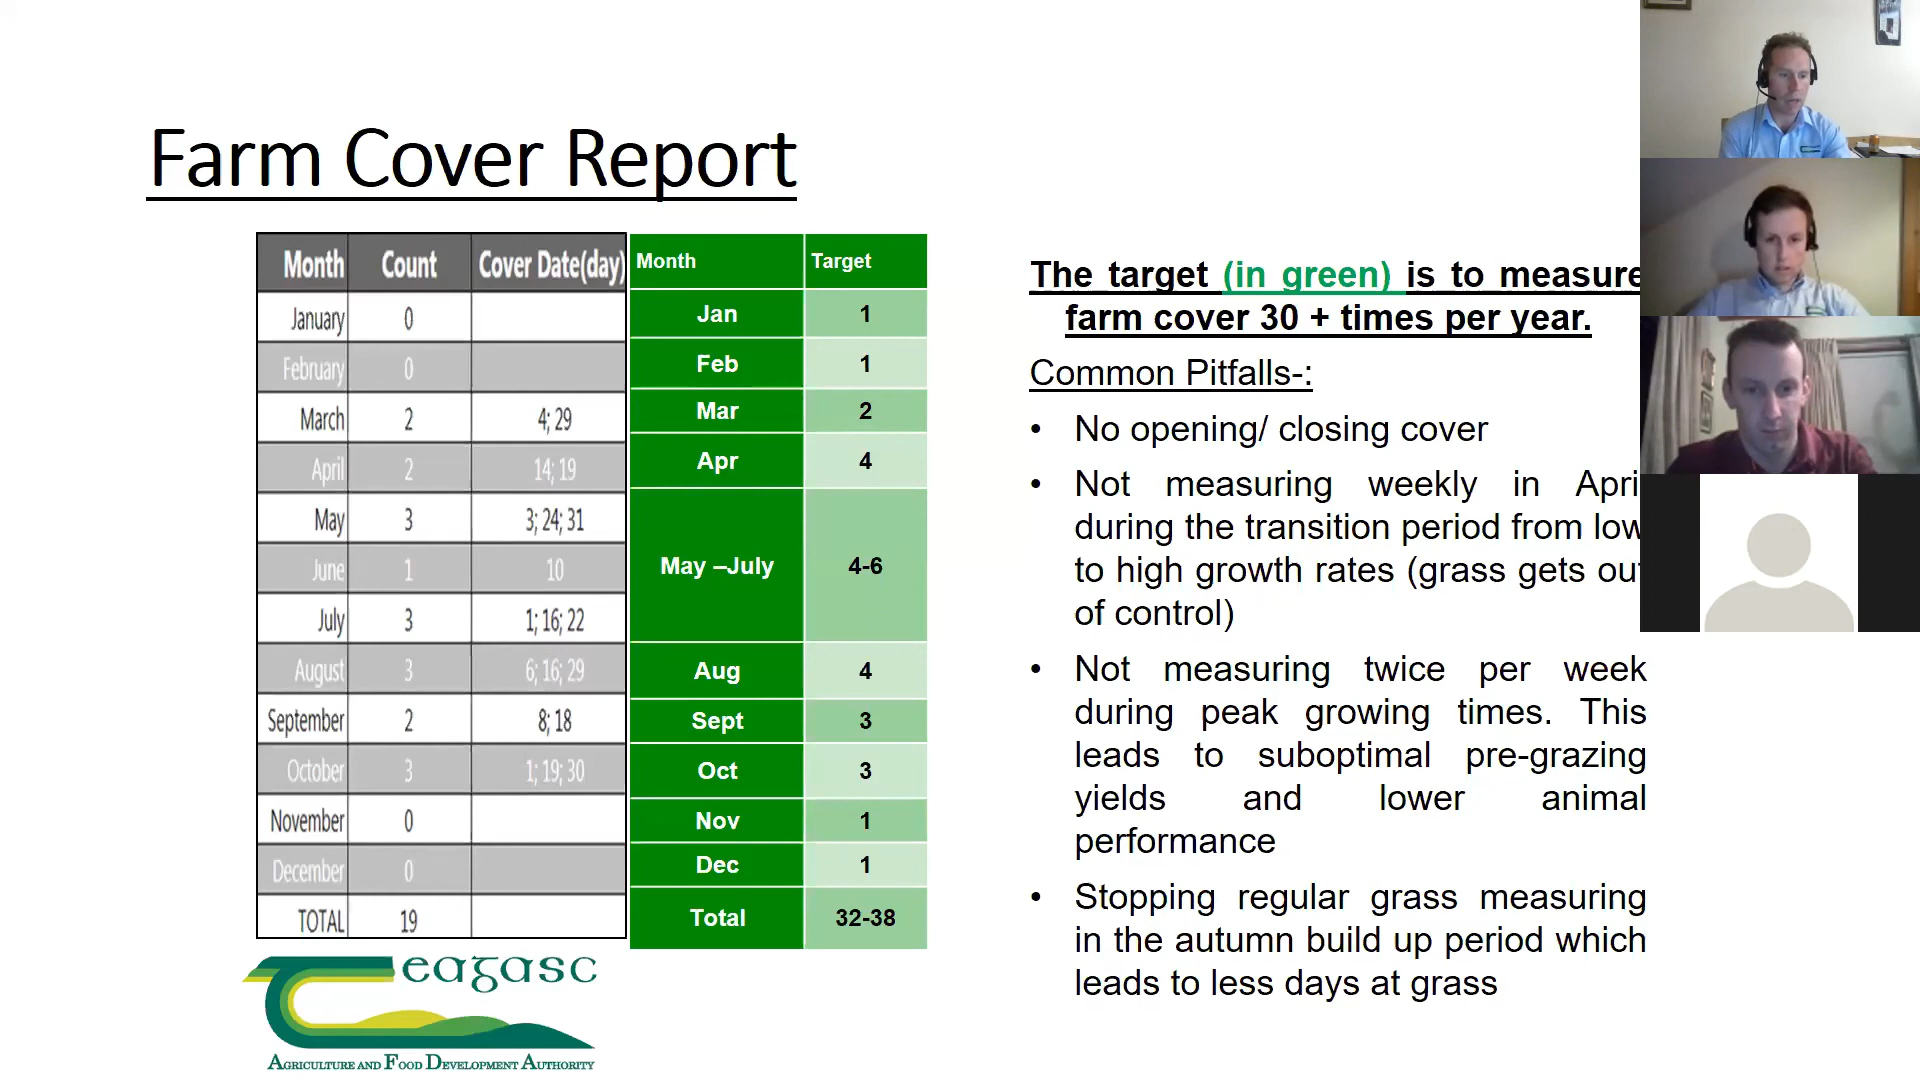 Farm Cover Report
Month Count Cover Date(day)
January 0
February 0
March 2 4; 29
April 2 14; 19
May 3 3; 24; 31
June 1 10
July 3 1; 16; 22
August 3 6; 16; 29
September 2 8; 18
October 3 1; 19; 30
November 0
December 0
TOTAL 19
Month Target
Jan 1
Feb 1
Mar 2
Apr 4
May –July 4-6
Aug 4
Sept 3
Oct 3
Nov 1
Dec 1
Total 32-38
The target (in green) is to measure
farm cover 30 + times per year.
Common Pitfalls-:
• No opening/ closing cover
• Not measuring weekly in April
during the transition period from low
to high growth rates (grass gets out
of control)
• Not measuring twice per week
during peak growing times. This
leads to suboptimal pre-grazing
yields and lower animal
performance
• Stopping regular grass measuring
in the autumn build up period which
leads to less days at grass
Teagasc
AGRICULTURE AND FOOD DEVELOPMENT AUTHORITY